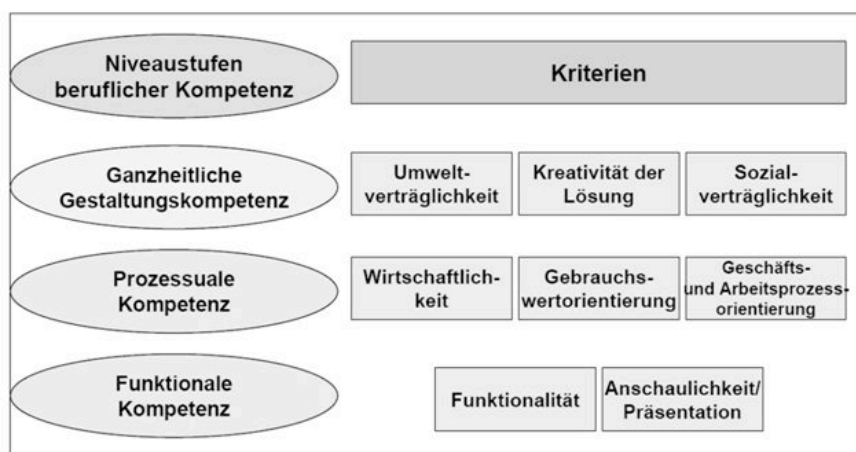 Niveaustufen
beruflicher Kompetenz
Kriterien
Ganzheitliche
Gestaltungskompetenz
Umwelt-
verträglichkeit
Kreativität der
Lösung
Sozial-
verträglichkeit
Prozessuale
Kompetenz
Wirtschaftlich-
keit
Gebrauchs-
wertorientierung
Geschäfts-
und Arbeitsprozess-
orientierung
Funktionale
Kompetenz
Funktionalität
Anschaulichkeit/
Präsentation